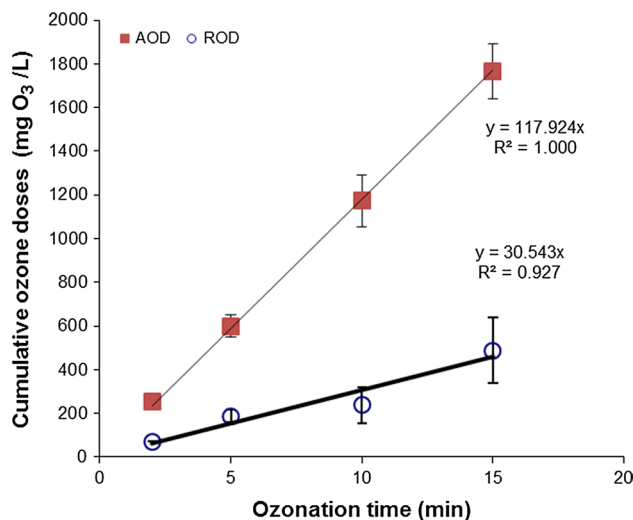 AOD ROD
2000
1800
1600
1400
1200
1000
800
600
400
200
0
Cumulative ozone doses (mg O₃ /L)
y = 117.924x
R² = 1.000
y = 30.543x
R² = 0.927
0 5 10 15 20
Ozonation time (min)